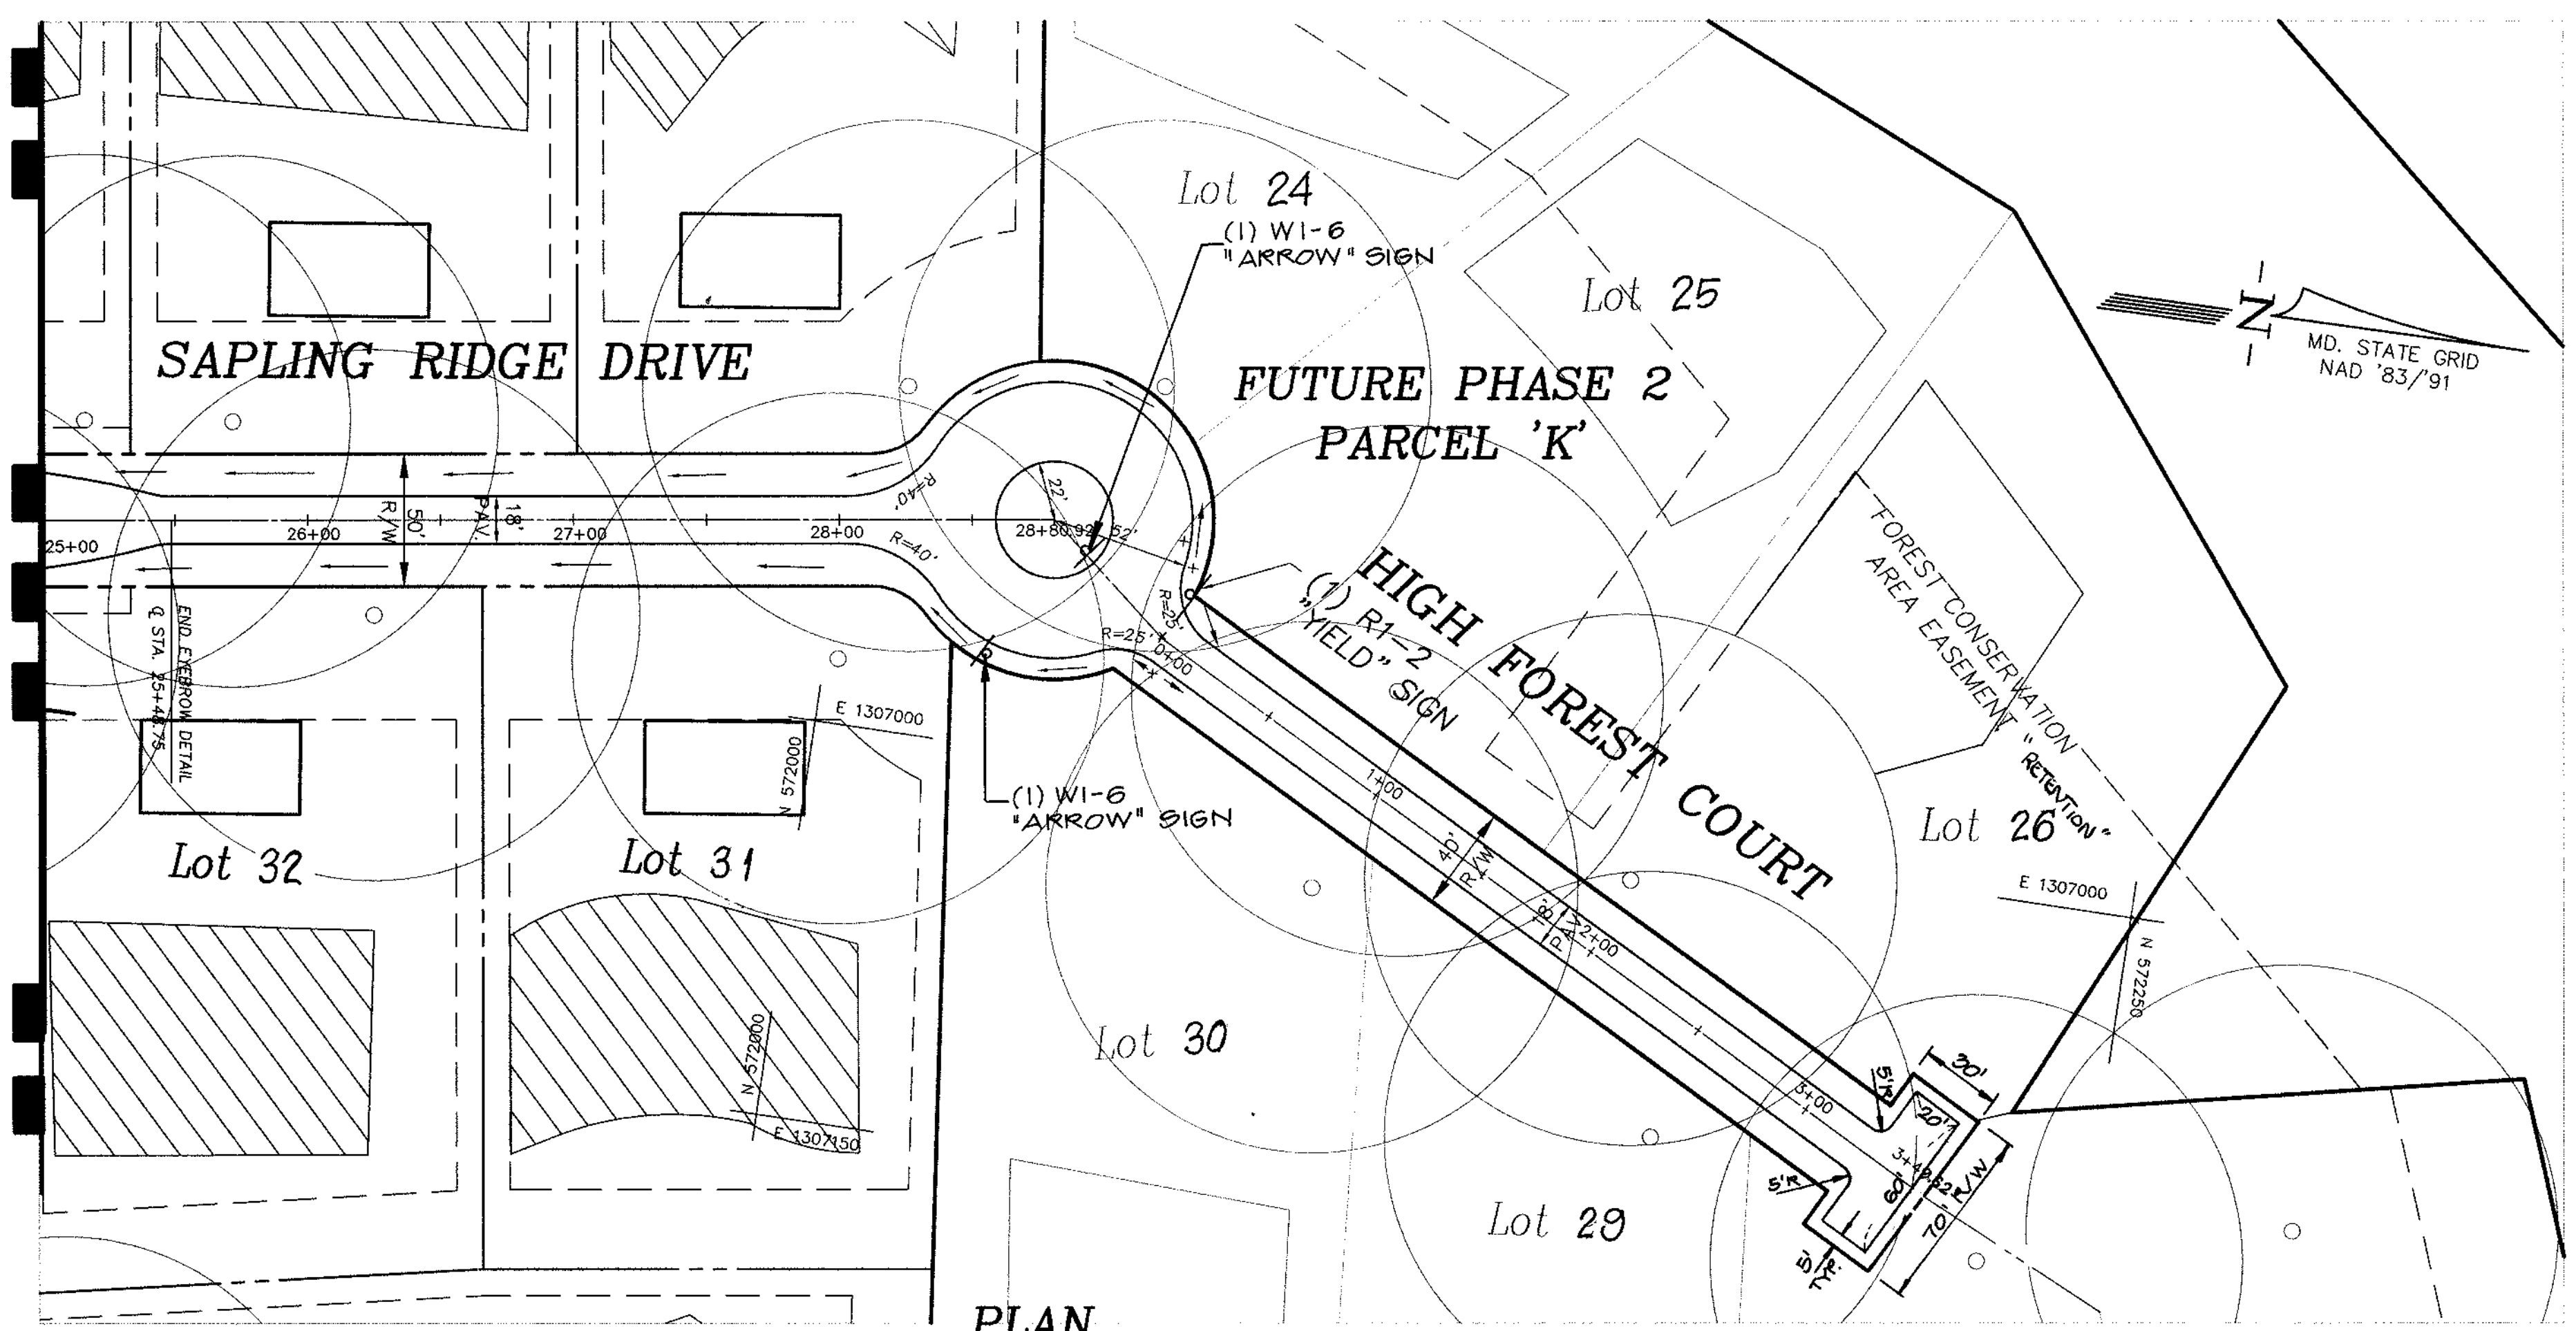 Lot 24
(1) W1-6
"ARROW" SIGN
Lot 25
MD. STATE GRID
NAD '83/'91
N
SAPLING RIDGE DRIVE
FUTURE PHASE 2
PARCEL 'K'
R=40'
22'
50'
R/W
18'
PAV.
25+00
26+00
27+00
28+00
28+80.92
52'
R=40'
R=25'
R=25'
0+00
(1) R1-2
"YIELD" SIGN
HIGH FOREST COURT
FOREST CONSERVATION
AREA EASEMENT "RETENTION"
END EYEBROW DETAIL
℄ STA. 25+48.75
E 1307000
N 572000
(1) W1-6
"ARROW" SIGN
1+00
40'
R/W
18'
PAV.
2+00
Lot 26
E 1307000
N 572250
Lot 32
Lot 31
N 572000
E 1307150
Lot 30
3+00
5'R
30'
20'
3+49.52
60'
70' R/W
5'R
5'
TYP.
Lot 29
PLAN